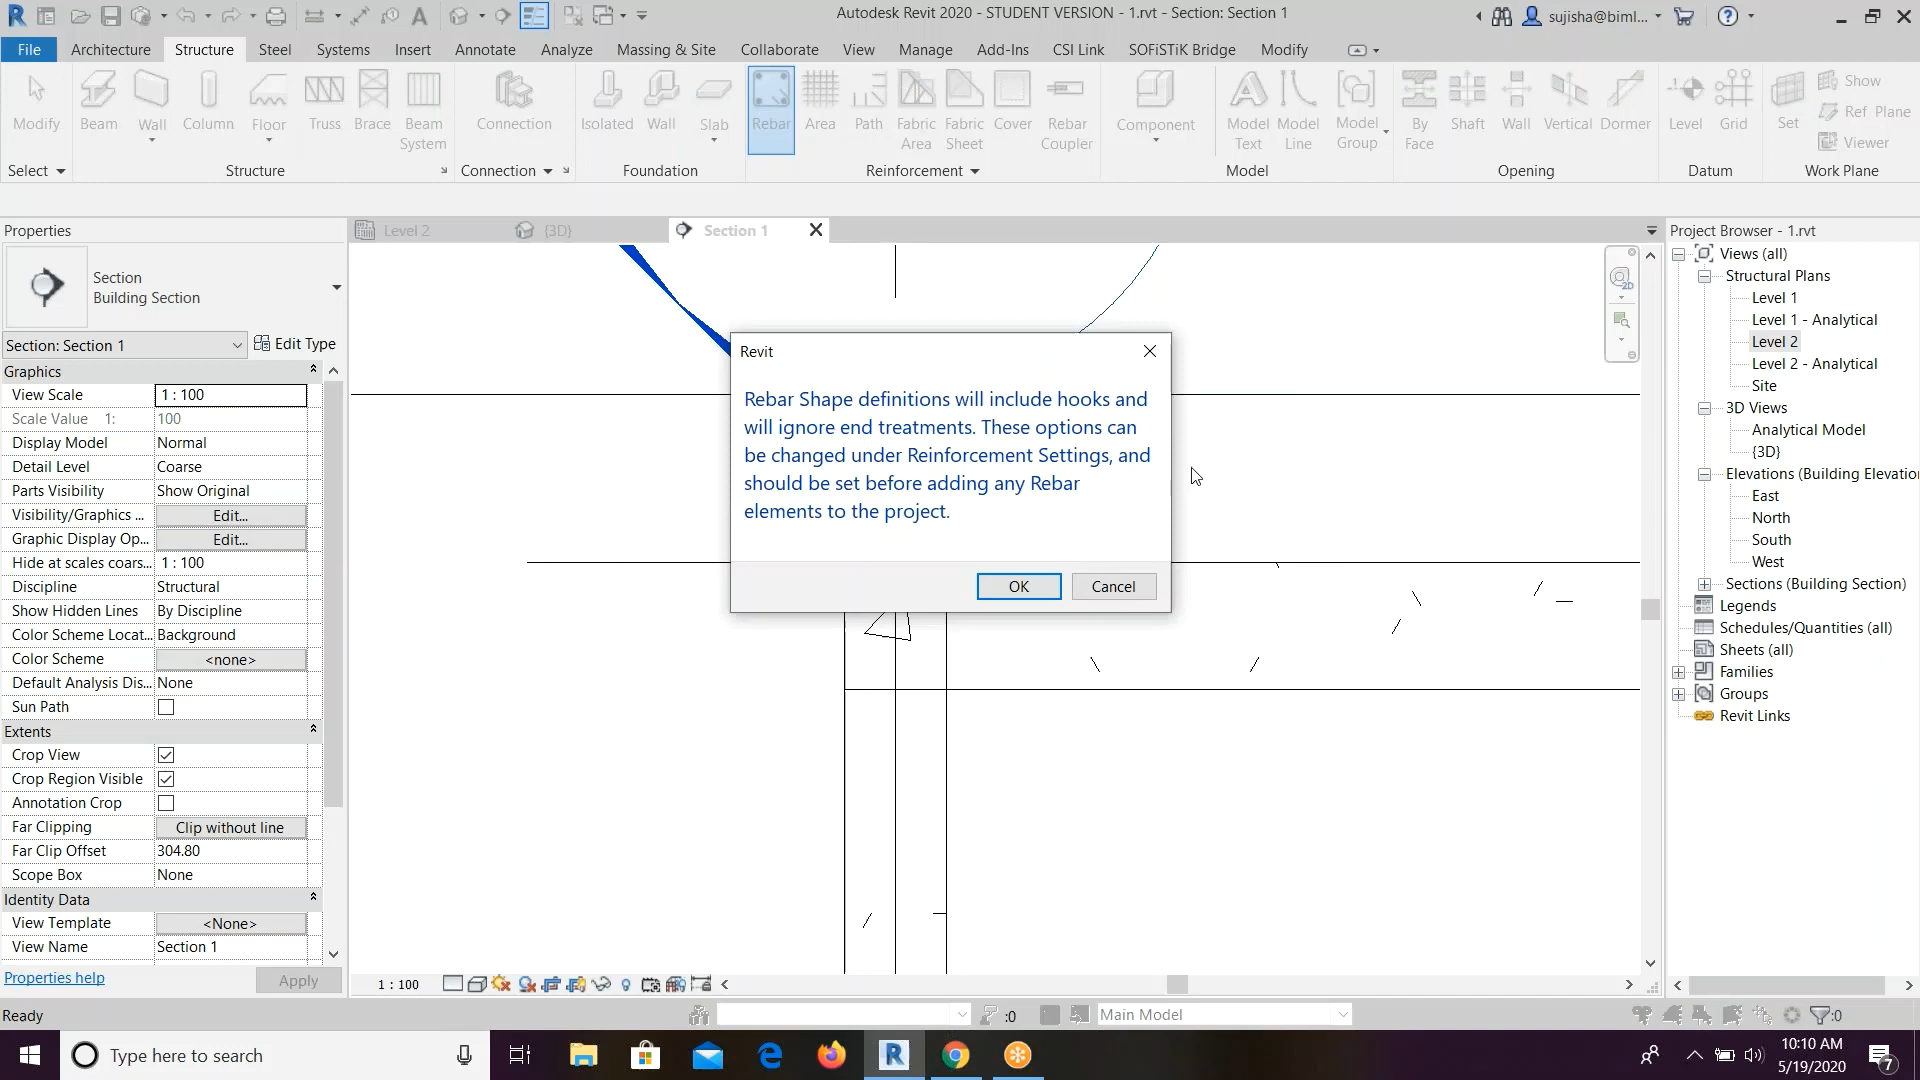 Autodesk Revit 2020 - STUDENT VERSION - 1.rvt - Section: Section 1
sujisha@biml...
File Architecture Structure Steel Systems Insert Annotate Analyze Massing & Site Collaborate View Manage Add-Ins CSI Link SOFiSTiK Bridge Modify
Modify Beam Wall Column Floor Truss Brace Beam System Connection Isolated Wall Slab Rebar Area Path Fabric Area Fabric Sheet Cover Rebar Coupler Component Model Text Model Line Model Group By Face Shaft Wall Vertical Dormer Level Grid Set Show Ref Plane Viewer
Select Structure Connection Foundation Reinforcement Model Opening Datum Work Plane
Properties
Section
Building Section
Section: Section 1 Edit Type
Graphics
View Scale 1 : 100
Scale Value 1: 100
Display Model Normal
Detail Level Coarse
Parts Visibility Show Original
Visibility/Graphics ... Edit...
Graphic Display Op... Edit...
Hide at scales coars... 1 : 100
Discipline Structural
Show Hidden Lines By Discipline
Color Scheme Locat... Background
Color Scheme <none>
Default Analysis Dis... None
Sun Path
Extents
Crop View
Crop Region Visible
Annotation Crop
Far Clipping Clip without line
Far Clip Offset 304.80
Scope Box None
Identity Data
View Template <None>
View Name Section 1
Properties help Apply
Level 2 {3D} Section 1
2D
Revit
Rebar Shape definitions will include hooks and
will ignore end treatments. These options can
be changed under Reinforcement Settings, and
should be set before adding any Rebar
elements to the project.
OK Cancel
Project Browser - 1.rvt
Views (all)
Structural Plans
Level 1
Level 1 - Analytical
Level 2
Level 2 - Analytical
Site
3D Views
Analytical Model
{3D}
Elevations (Building Elevatio
East
North
South
West
Sections (Building Section)
Legends
Schedules/Quantities (all)
Sheets (all)
Families
Groups
Revit Links
1 : 100
Ready
:0
Main Model
:0
Type here to search
10:10 AM
5/19/2020
7